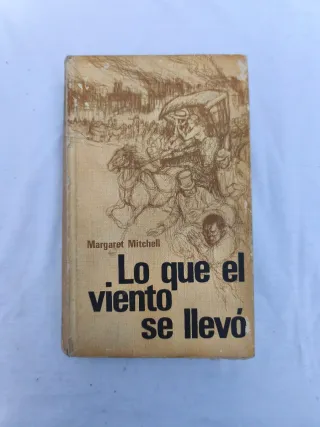 Margaret Mitchell
Lo que el
viento
se llevó